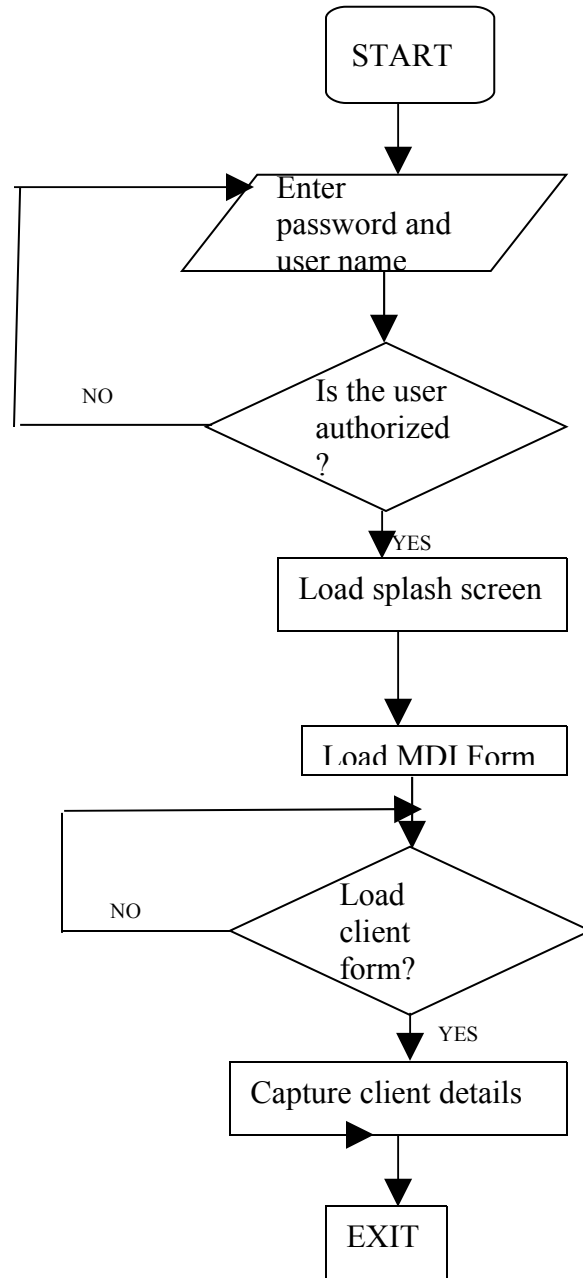 START
Enter
password and
user name
NO
Is the user
authorized
?
YES
Load splash screen
Load MDI Form
Load
client
form?
NO
YES
Capture client details
EXIT